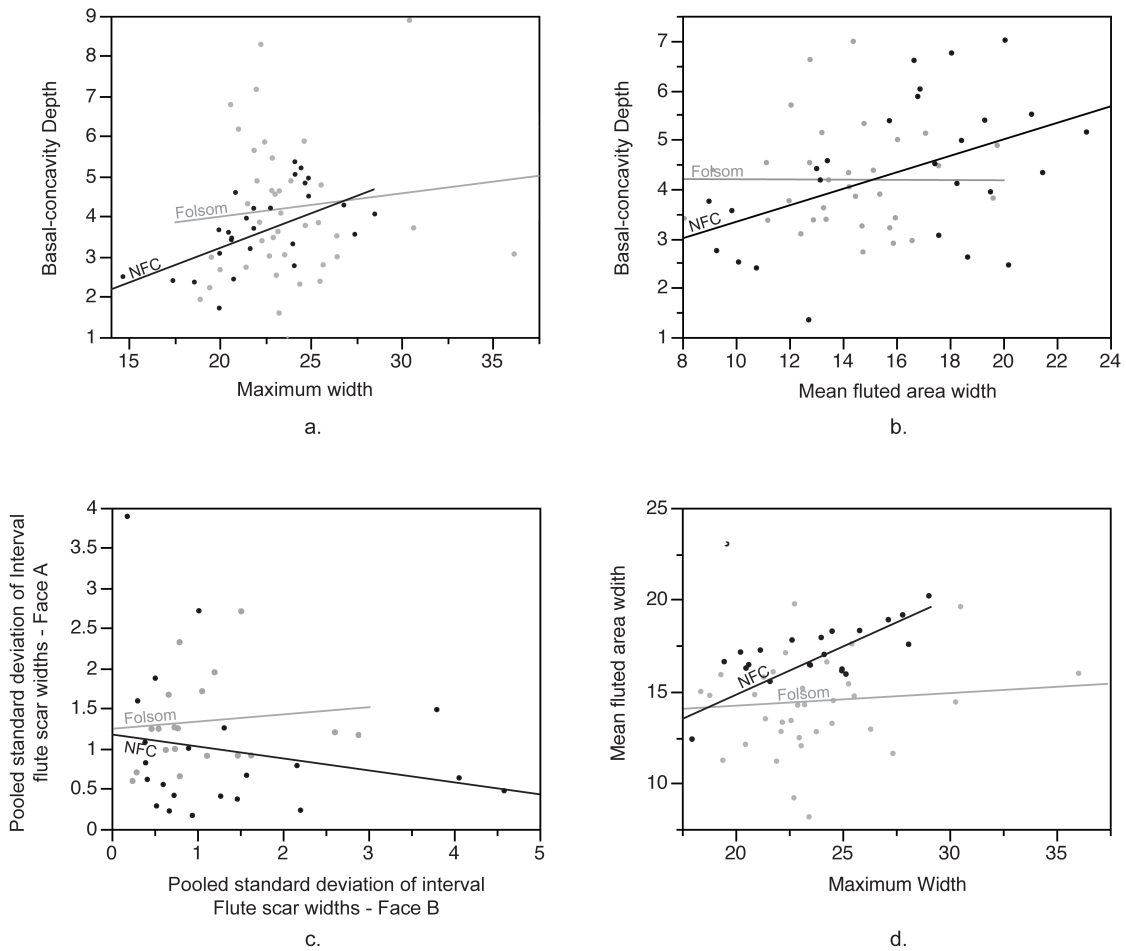 9
8
7
6
5
4
3
2
1
Basal-concavity Depth
Folsom
NFC
15
20
25
30
35
Maximum width
a.
7
6
5
4
3
2
1
Basal-concavity Depth
Folsom
NFC
8
10
12
14
16
18
20
22
24
Mean fluted area width
b.
4
3.5
3
2.5
2
1.5
1
0.5
0
Pooled standard deviation of Interval
flute scar widths - Face A
Folsom
NFC
0
1
2
3
4
5
Pooled standard deviation of interval
Flute scar widths - Face B
c.
25
20
15
10
Mean fluted area wdith
NFC
Folsom
20
25
30
35
Maximum Width
d.